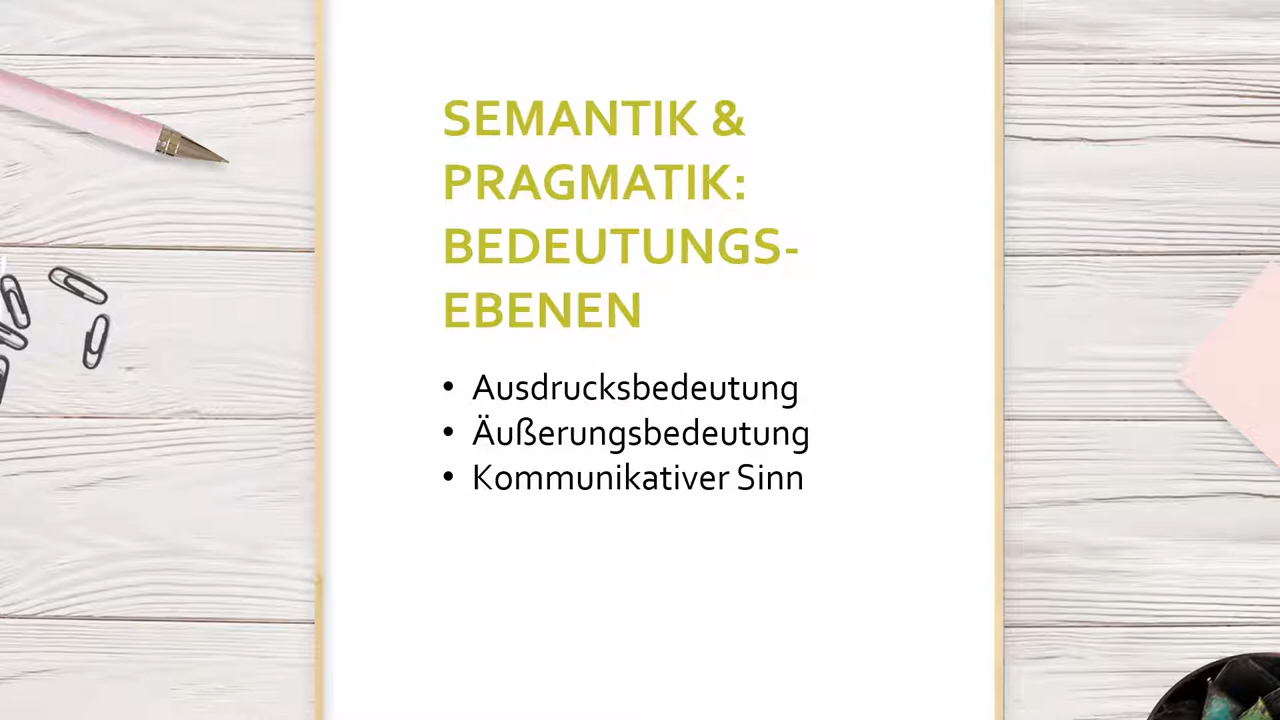 SEMANTIK &
PRAGMATIK:
BEDEUTUNGS-
EBENEN
• Ausdrucksbedeutung
• Äußerungsbedeutung
• Kommunikativer Sinn